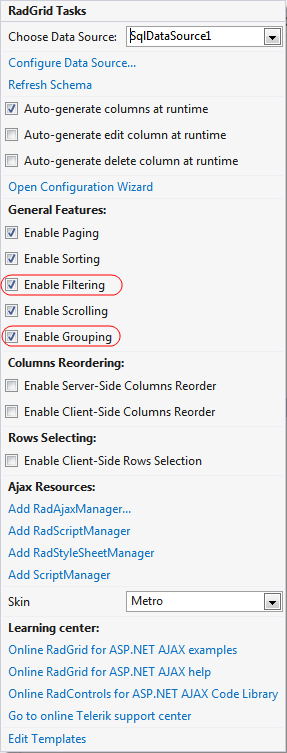 RadGrid Tasks
Choose Data Source: SqlDataSource1
Configure Data Source...
Refresh Schema
Auto-generate columns at runtime
Auto-generate edit column at runtime
Auto-generate delete column at runtime
Open Configuration Wizard
General Features:
Enable Paging
Enable Sorting
Enable Filtering
Enable Scrolling
Enable Grouping
Columns Reordering:
Enable Server-Side Columns Reorder
Enable Client-Side Columns Reorder
Rows Selecting:
Enable Client-Side Rows Selection
Ajax Resources:
Add RadAjaxManager...
Add RadScriptManager
Add RadStyleSheetManager
Add ScriptManager
Skin Metro
Learning center:
Online RadGrid for ASP.NET AJAX examples
Online RadGrid for ASP.NET AJAX help
Online RadControls for ASP.NET AJAX Code Library
Go to online Telerik support center
Edit Templates